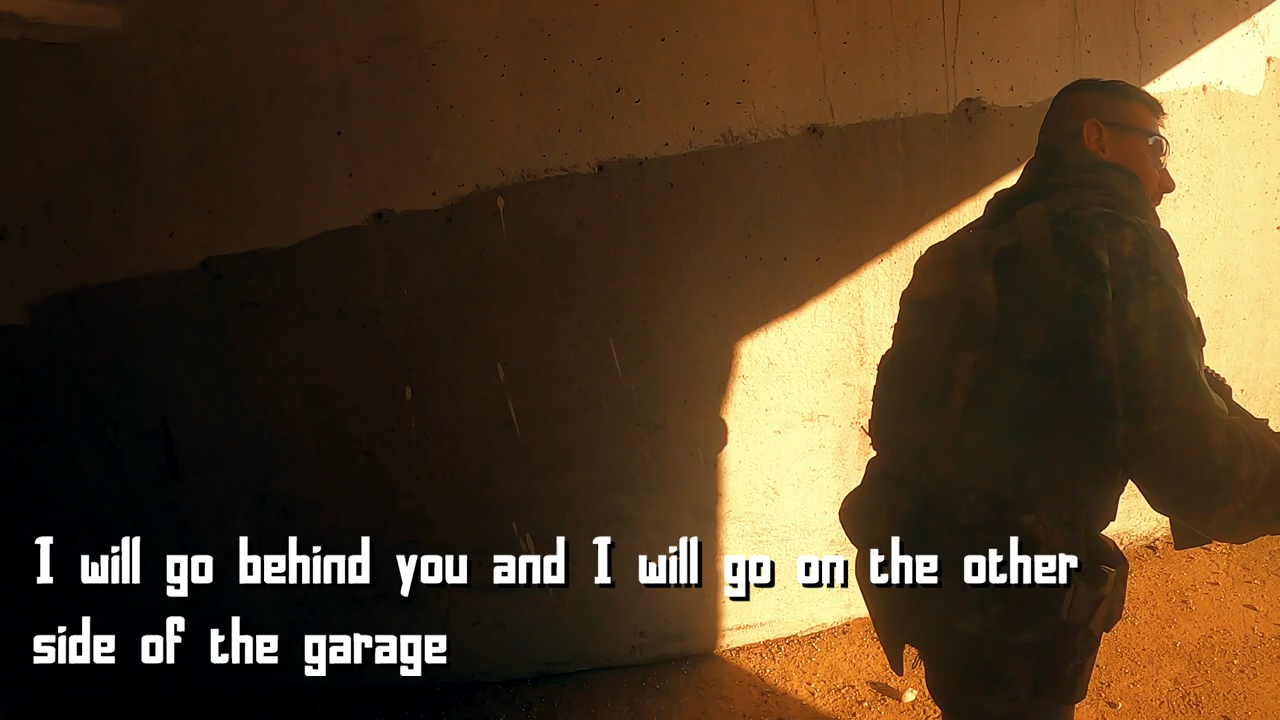 I will go behind you and I will go on the other
side of the garage